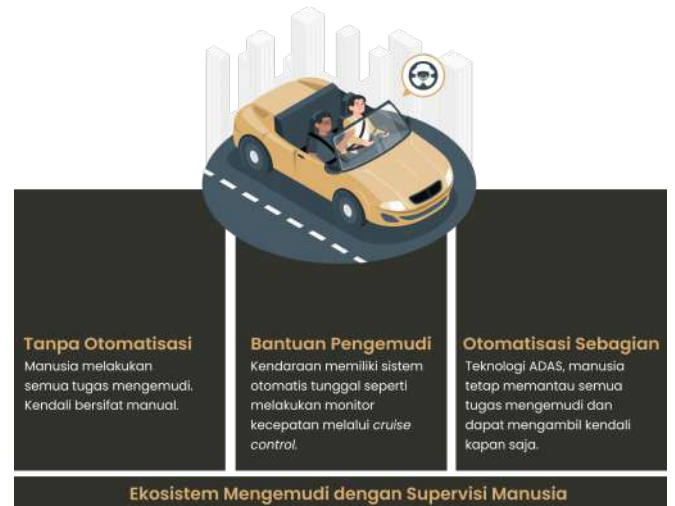 Tanpa Otomatisasi
Manusia melakukan
semua tugas mengemudi.
Kendali bersifat manual.
Bantuan Pengemudi
Kendaraan memiliki sistem
otomatis tunggal seperti
melakukan monitor
kecepatan melalui cruise
control.
Otomatisasi Sebagian
Teknologi ADAS, manusia
tetap memantau semua
tugas mengemudi dan
dapat mengambil kendali
kapan saja.
Ekosistem Mengemudi dengan Supervisi Manusia